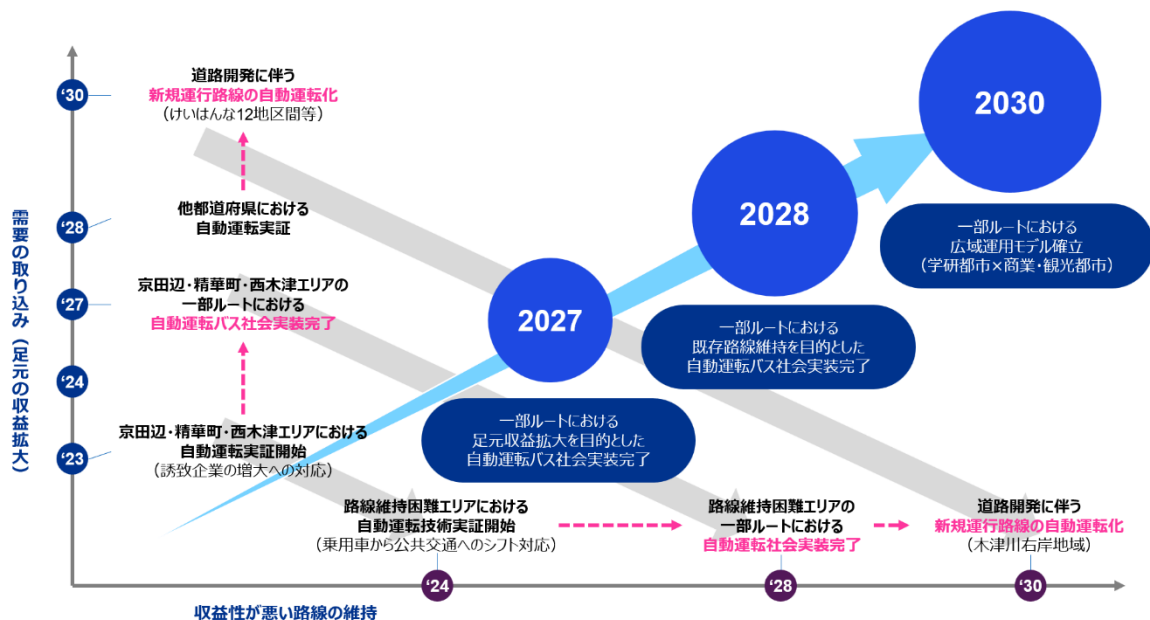 ‘30
道路開発に伴う
新規運行路線の自動運転化
（けいはんな12地区間等）
2030
2028
‘28
他都道府県における
自動運転実証
一部ルートにおける
広域運用モデル確立
（学研都市×商業・観光都市）
需要の取り込み（足元の収益拡大）
‘27
京田辺・精華町・西木津エリアの
一部ルートにおける
自動運転バス社会実装完了
2027
一部ルートにおける
既存路線維持を目的とした
自動運転バス社会実装完了
‘24
一部ルートにおける
足元収益拡大を目的とした
自動運転バス社会実装完了
‘23
京田辺・精華町・西木津エリアにおける
自動運転実証開始
（誘致企業の増大への対応）
路線維持困難エリアにおける
自動運転技術実証開始
（乗用車から公共交通へのシフト対応）
路線維持困難エリアの
一部ルートにおける
自動運転社会実装完了
道路開発に伴う
新規運行路線の自動運転化
（木津川右岸地域）
‘24
‘28
‘30
収益性が悪い路線の維持